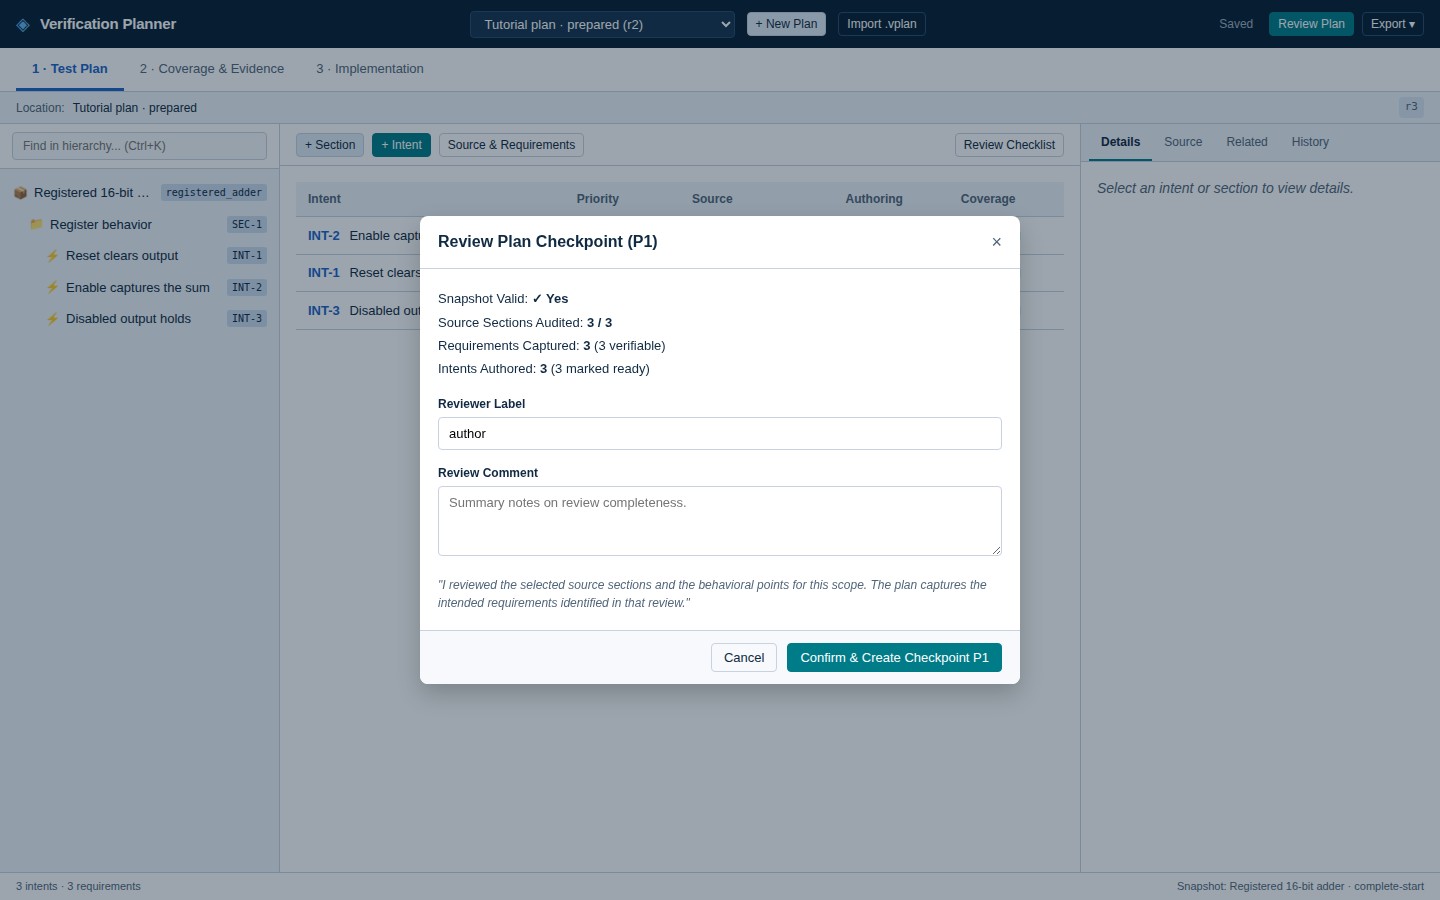 ◈ Verification Planner
Tutorial plan · prepared (r2)
+ New Plan
Import .vplan
Saved
Review Plan
Export ▾
1 · Test Plan
2 · Coverage & Evidence
3 · Implementation
Location: Tutorial plan · prepared
r3
Find in hierarchy... (Ctrl+K)
Registered 16-bit ... registered_adder
Register behavior SEC-1
Reset clears output INT-1
Enable captures the sum INT-2
Disabled output holds INT-3
+ Section
+ Intent
Source & Requirements
Review Checklist
Intent Priority Source Authoring Coverage
INT-2 Enable capt
INT-1 Reset clears
INT-3 Disabled out
Details Source Related History
Select an intent or section to view details.
Review Plan Checkpoint (P1) ×
Snapshot Valid: ✓ Yes
Source Sections Audited: 3 / 3
Requirements Captured: 3 (3 verifiable)
Intents Authored: 3 (3 marked ready)
Reviewer Label
author
Review Comment
Summary notes on review completeness.
"I reviewed the selected source sections and the behavioral points for this scope. The plan captures the
intended requirements identified in that review."
Cancel
Confirm & Create Checkpoint P1
3 intents · 3 requirements
Snapshot: Registered 16-bit adder · complete-start